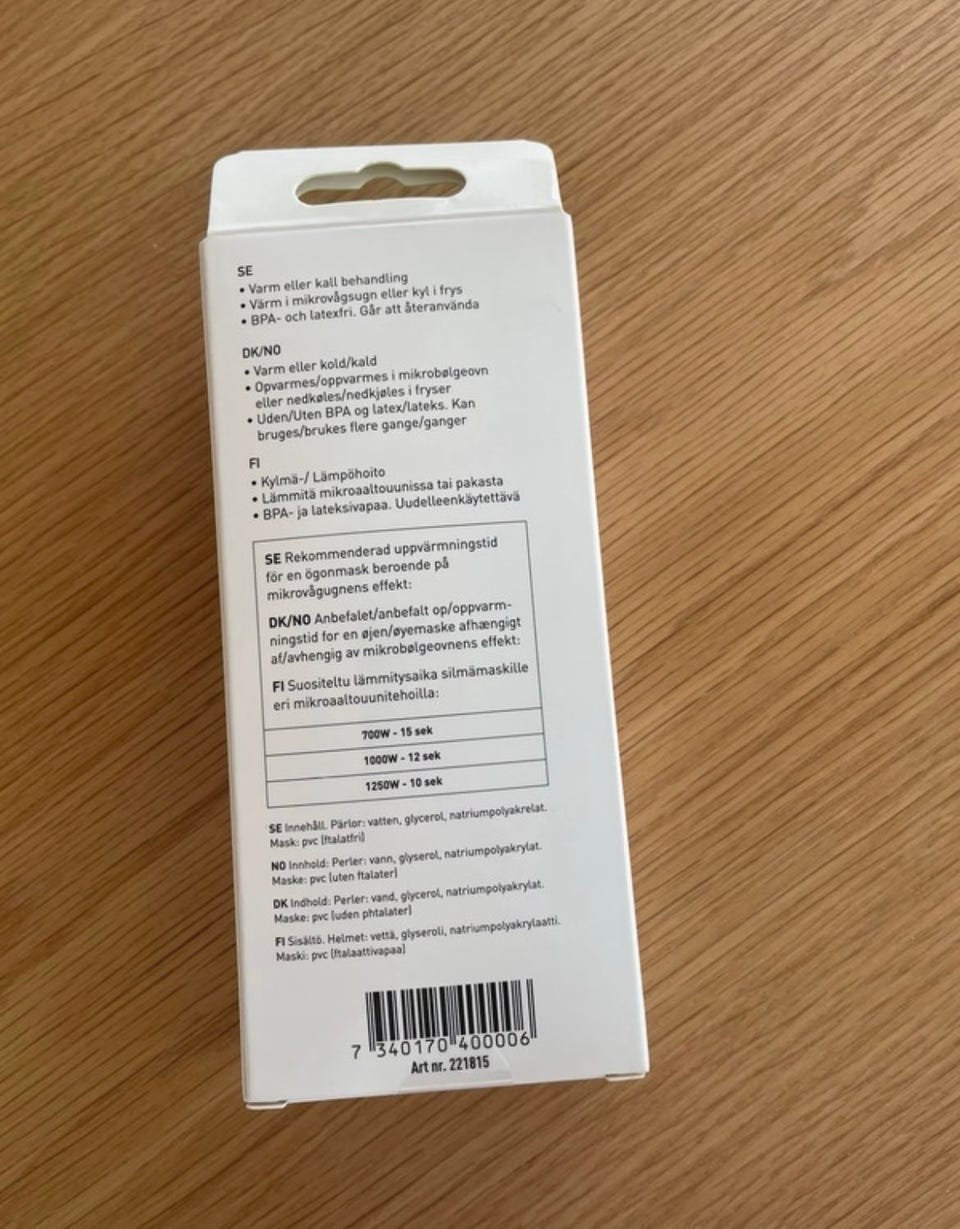 SE
• Varm eller kall behandling
• Värm i mikrovågsugn eller kyl i frys
• BPA- och latexfri. Går att återanvända
DK/NO
• Varm eller kold/kald
• Opvarmes/oppvarmes i mikrobølgeovn
eller nedkøles/nedkjøles i fryser
• Uden/Uten BPA og latex/lateks. Kan
bruges/brukes flere gange/ganger
FI
• Kylmä-/ Lämpöhoito
• Lämmitä mikroaaltouunissa tai pakasta
• BPA- ja lateksivapaa. Uudelleenkäytettävä
SE Rekommenderad uppvärmningstid
för en ögonmask beroende på
mikrovågugnens effekt:
DK/NO Anbefalet/anbefalt op/oppvarm-
ningstid for en øjen/øyemaske afhængigt
af/avhengig av mikrobølgeovnens effekt:
FI Suositeltu lämmitysaika silmämaskille
eri mikroaaltouunitehoilla:
700W - 15 sek
1000W - 12 sek
1250W - 10 sek
SE Innehåll. Pärlor: vatten, glycerol, natriumpolyakrelat.
Mask: pvc (ftalatfri)
NO Innhold: Perler: vann, glyserol, natriumpolyakrylat.
Maske: pvc (uten ftalater)
DK Indhold: Perler: vand, glycerol, natriumpolyakrylat.
Maske: pvc (uden phtalater)
FI Sisältö. Helmet: vettä, glyseroli, natriumpolyakrylaatti.
Maski: pvc (ftalaattivapaa)
7 340170 400006
Art nr. 221815